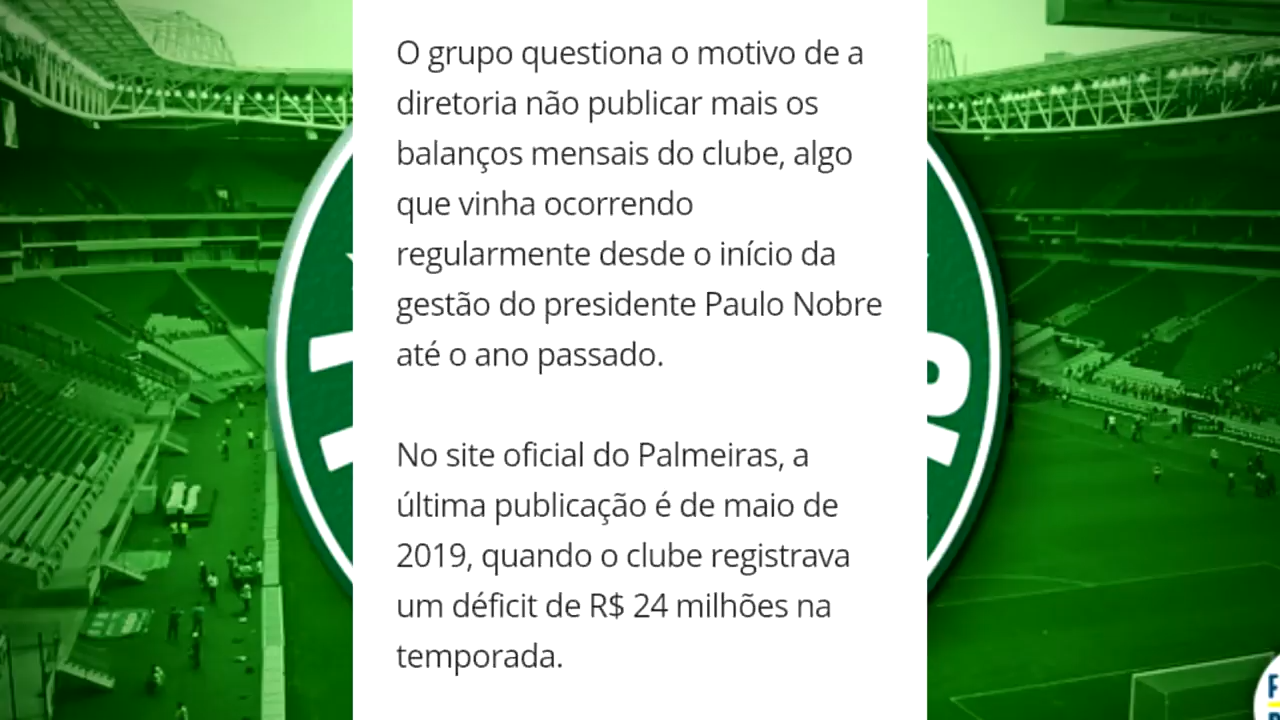 O grupo questiona o motivo de a
diretoria não publicar mais os
balanços mensais do clube, algo
que vinha ocorrendo
regularmente desde o início da
gestão do presidente Paulo Nobre
até o ano passado.
No site oficial do Palmeiras, a
última publicação é de maio de
2019, quando o clube registrava
um déficit de R$ 24 milhões na
temporada.